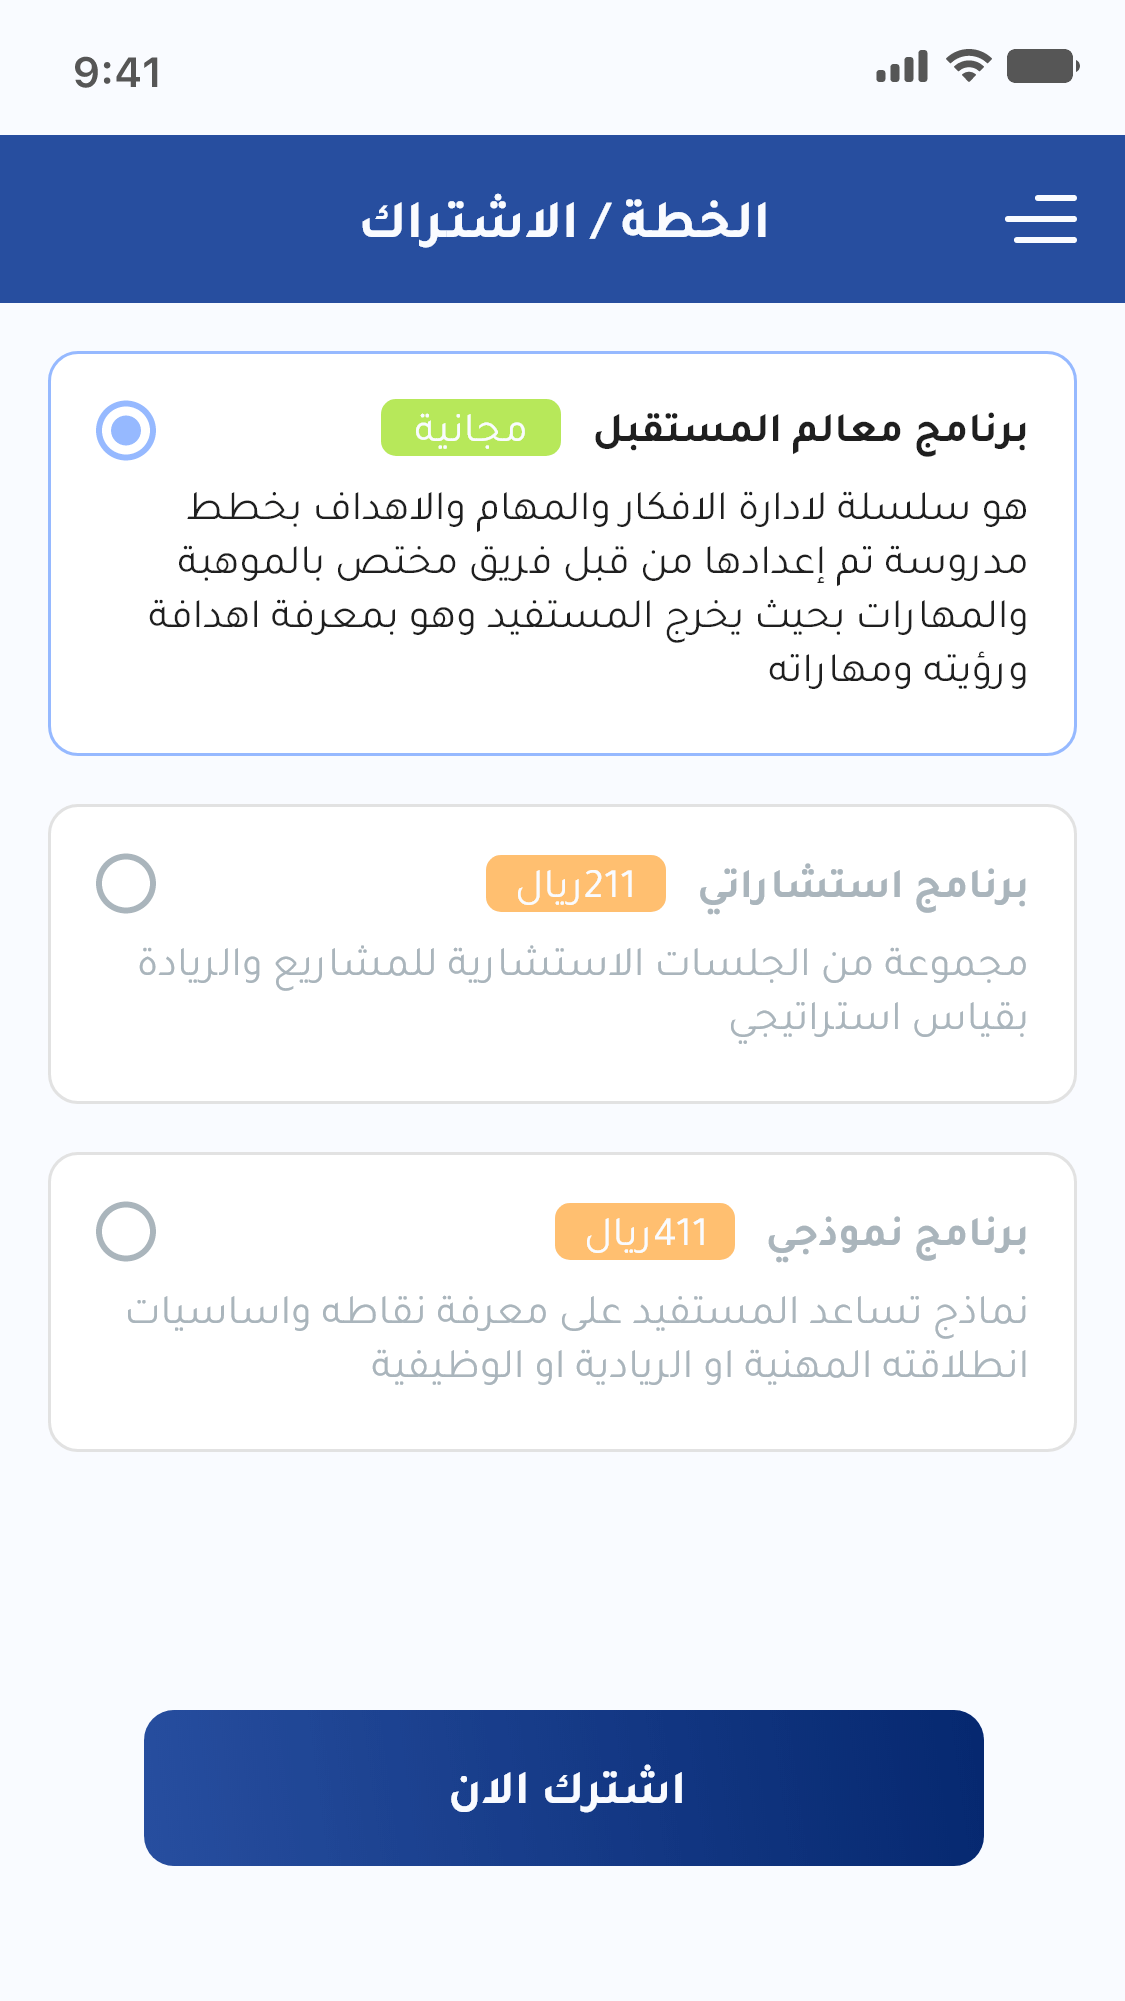 9:41
الخطة / الاشتراك
برنامج معالم المستقبل
مجانية
هو سلسلة لادارة الافكار والمهام والاهداف بخطط
مدروسة تم إعدادها من قبل فريق مختص بالموهبة
والمهارات بحيث يخرج المستفيد وهو بمعرفة اهدافة
ورؤيته ومهاراته
برنامج استشاراتي
211ريال
مجموعة من الجلسات الاستشارية للمشاريع والريادة
بقياس استراتيجي
برنامج نموذجي
411ريال
نماذج تساعد المستفيد على معرفة نقاطه واساسيات
انطلاقته المهنية او الريادية او الوظيفية
اشترك الان